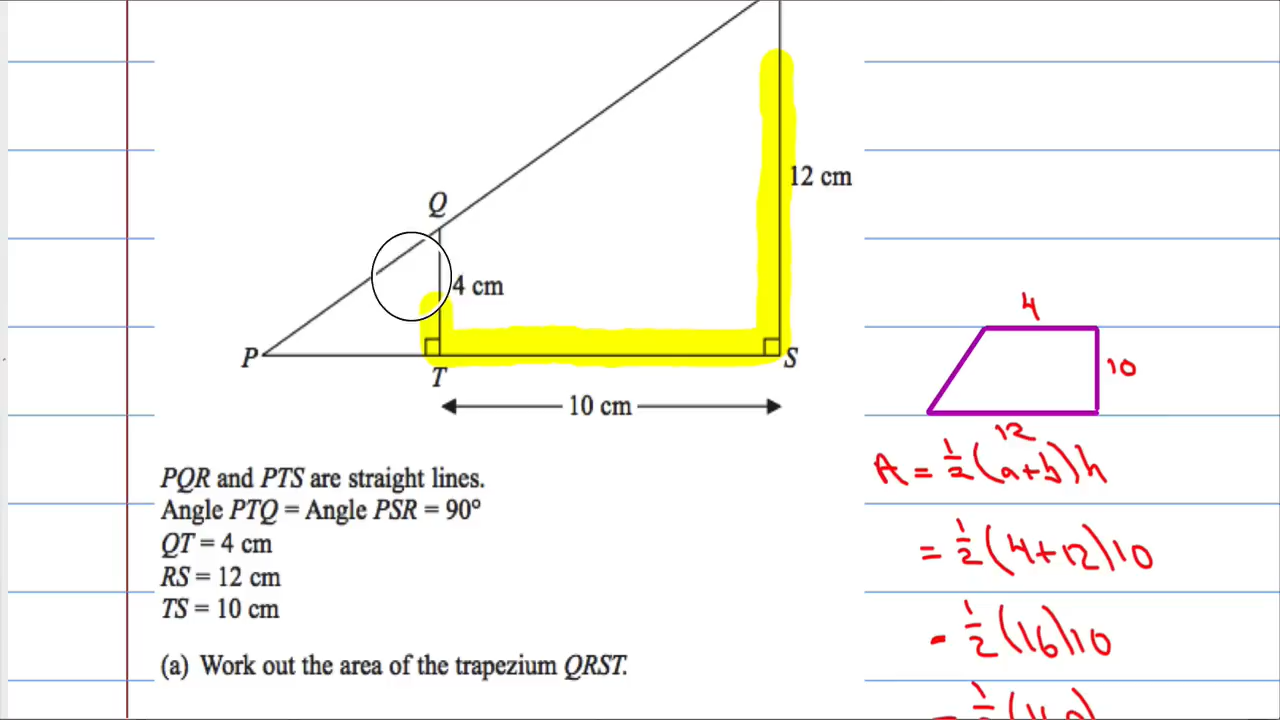 12 cm
Q
4 cm
P
T
S
10 cm
PQR and PTS are straight lines.
Angle PTQ = Angle PSR = 90°
QT = 4 cm
RS = 12 cm
TS = 10 cm
(a) Work out the area of the trapezium QRST.
4
10
12
A = 1/2 (a+b)h
= 1/2 (4+12)10
- 1/2 (16)10